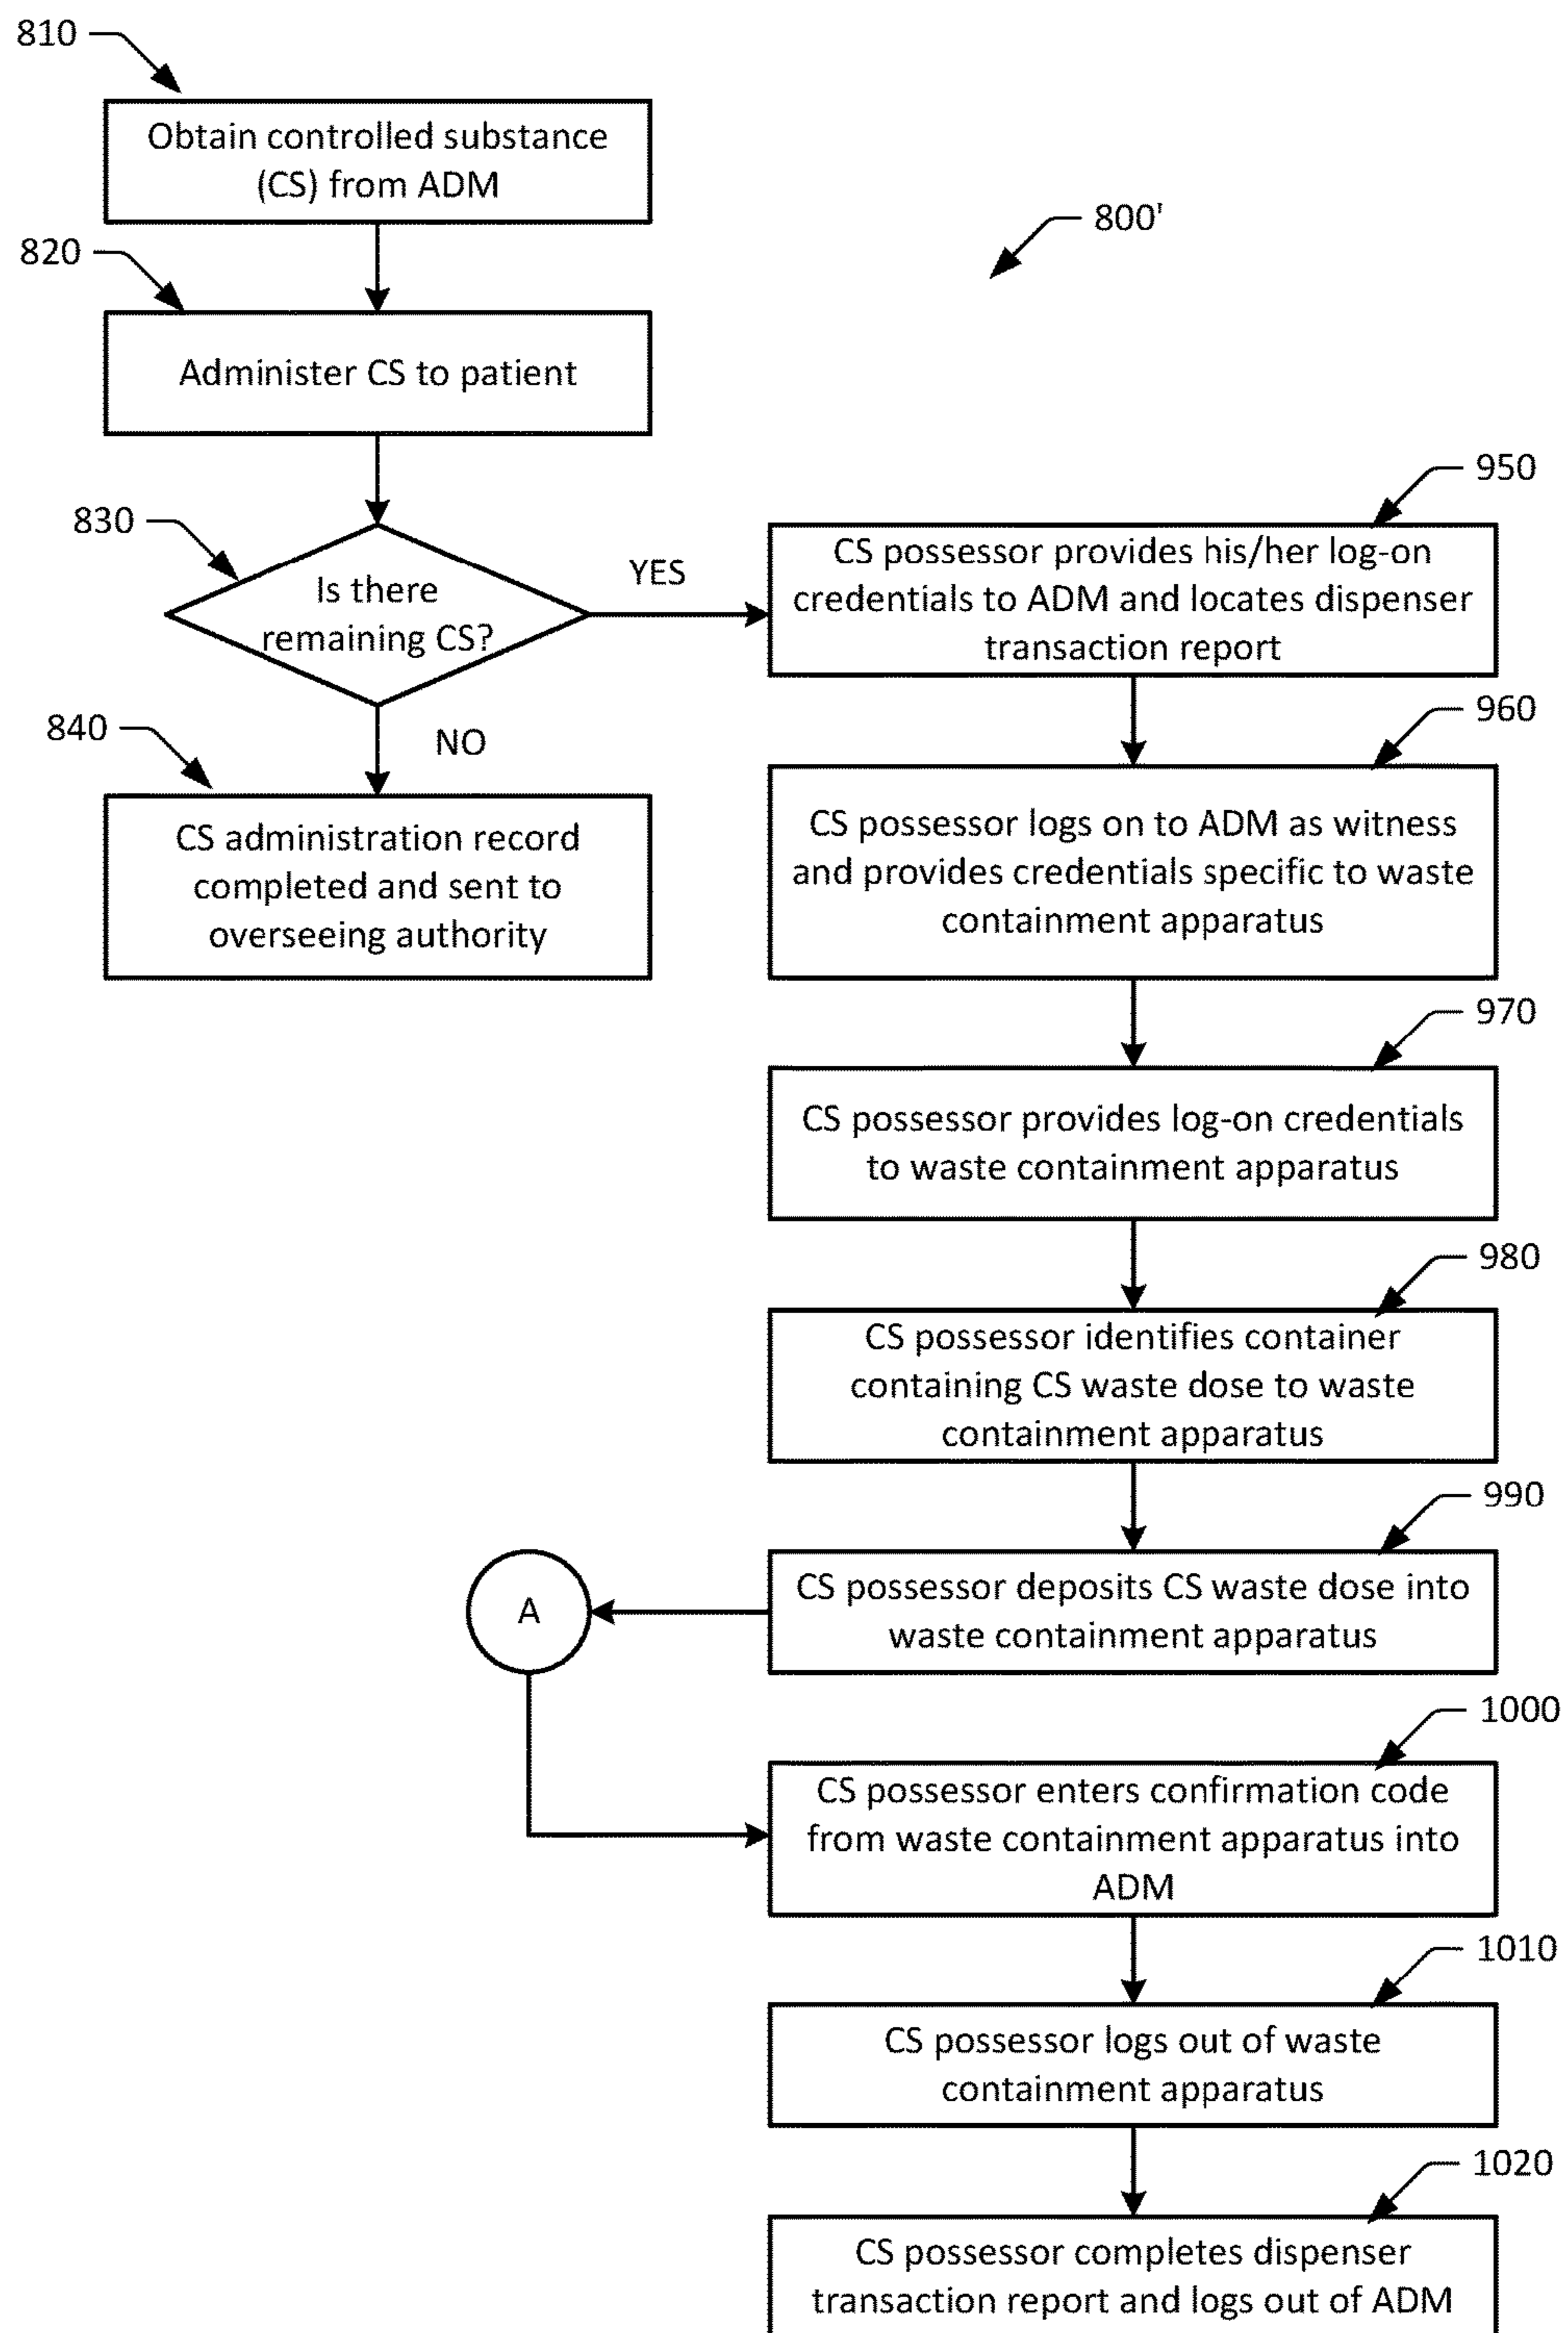 810
Obtain controlled substance
(CS) from ADM
800'
820
Administer CS to patient
830
Is there
remaining CS?
YES
NO
840
CS administration record
completed and sent to
overseeing authority
950
CS possessor provides his/her log-on
credentials to ADM and locates dispenser
transaction report
960
CS possessor logs on to ADM as witness
and provides credentials specific to waste
containment apparatus
970
CS possessor provides log-on credentials
to waste containment apparatus
980
CS possessor identifies container
containing CS waste dose to waste
containment apparatus
990
CS possessor deposits CS waste dose into
waste containment apparatus
A
1000
CS possessor enters confirmation code
from waste containment apparatus into
ADM
1010
CS possessor logs out of waste
containment apparatus
1020
CS possessor completes dispenser
transaction report and logs out of ADM